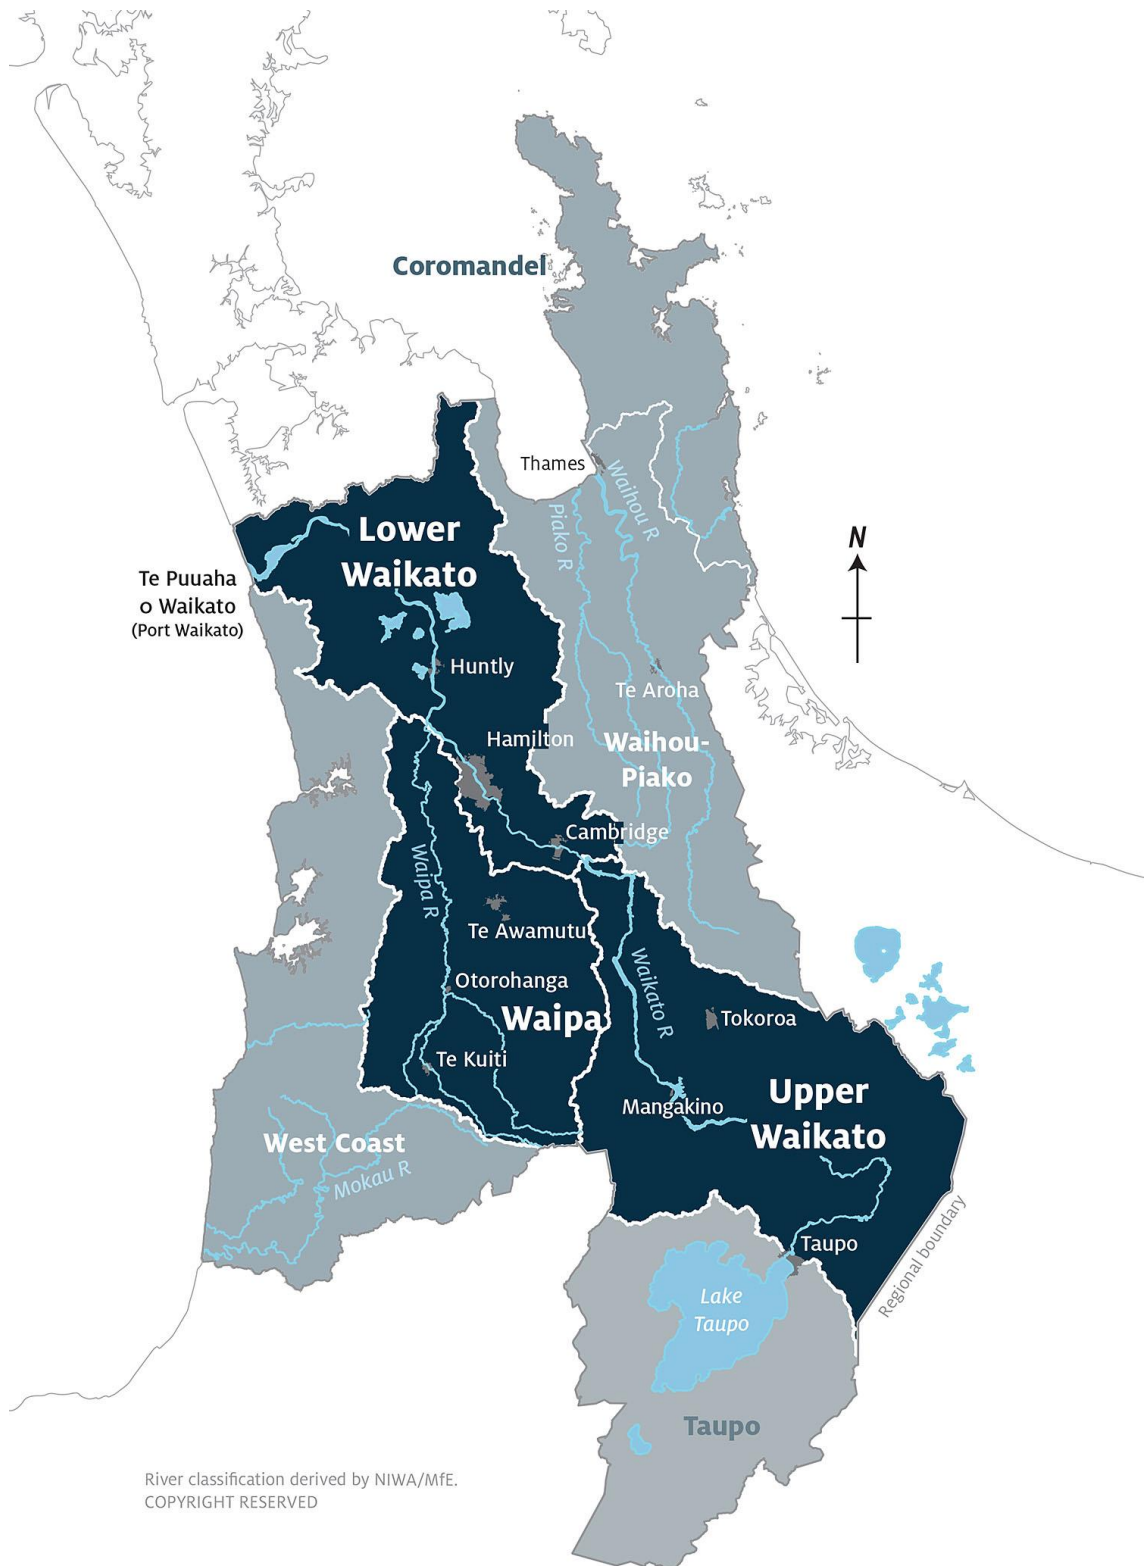 Coromandel
Thames
Waihou R
Piako R
N
Lower
Waikato
Te Puuaha
o Waikato
(Port Waikato)
Huntly
Te Aroha
Hamilton
Waihou-
Piako
Cambridge
Waipa R
Te Awamutu
Waikato R
Otorohanga
Waipa
Tokoroa
Te Kuiti
Mangakino
Upper
Waikato
West Coast
Mokau R
Regional boundary
Taupo
Lake
Taupo
Taupo
River classification derived by NIWA/MfE.
COPYRIGHT RESERVED